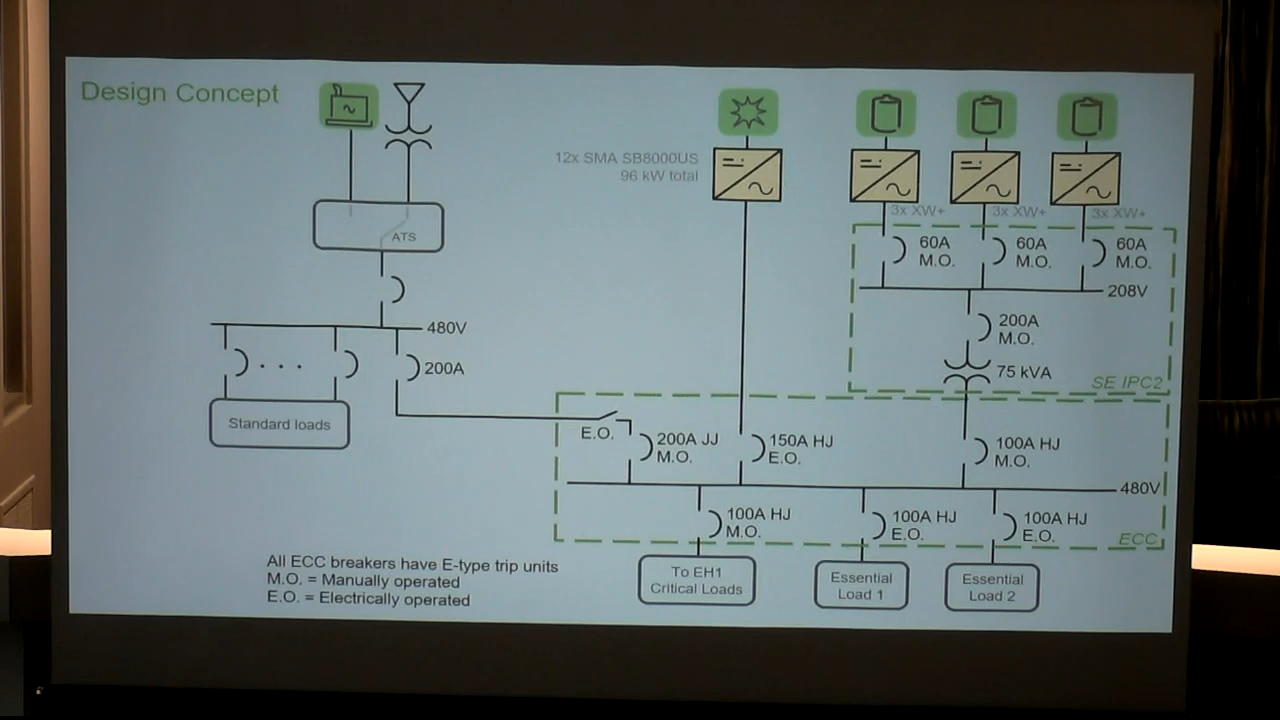 Design Concept
12x SMA SB8000US
96 kW total
ATS
3x XW+
3x XW+
3x XW+
60A
M.O.
60A
M.O.
60A
M.O.
208V
200A
M.O.
75 kVA
SE IPC2
480V
200A
Standard loads
E.O.
200A JJ
M.O.
150A HJ
E.O.
100A HJ
M.O.
480V
100A HJ
M.O.
100A HJ
E.O.
100A HJ
E.O.
ECC
To EH1
Critical Loads
Essential
Load 1
Essential
Load 2
All ECC breakers have E-type trip units
M.O. = Manually operated
E.O. = Electrically operated